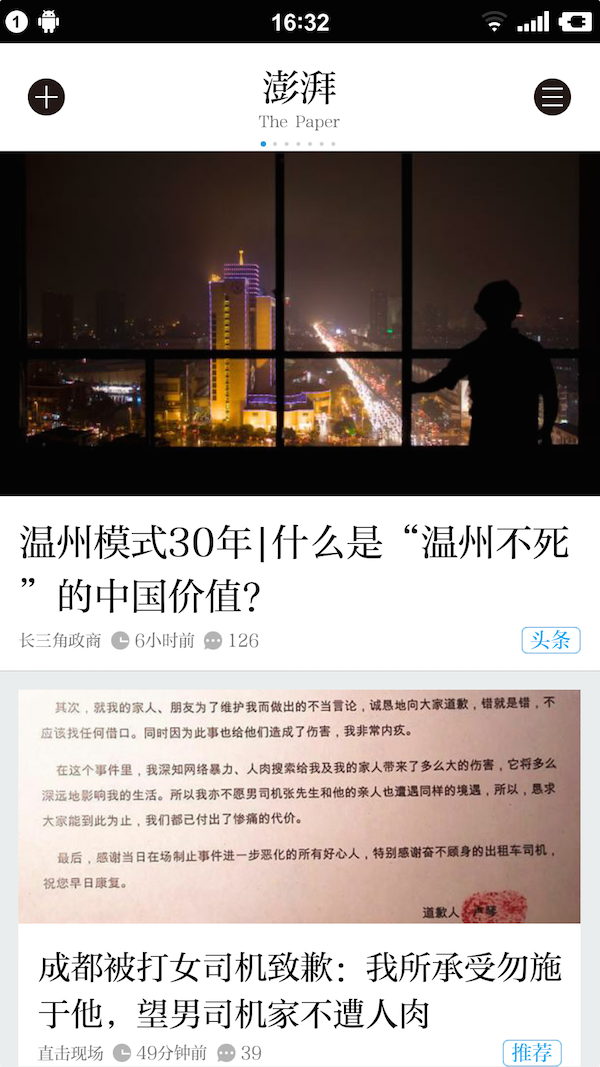 1
16:32
澎湃
The Paper
温州模式30年|什么是“温州不死
”的中国价值?
长三角政商 6小时前 126
头条
其次，就我的家人、朋友为了维护我而做出的不当言论，诚恳地向大家道歉，错就是错，不
应该找任何借口。同时因为此事也给他们造成了伤害，我非常内疚。
在这个事件里，我深知网络暴力、人肉搜索给我及我的家人带来了多么大的伤害，它将多么
深远地影响我的生活。所以我亦不愿男司机张先生和他的亲人也遭遇同样的境遇，所以，恳求
大家能到此为止，我们都已付出了惨痛的代价。
最后，感谢当日在场制止事件进一步恶化的所有好心人，特别感谢奋不顾身的出租车司机，
祝您早日康复。
道歉人 卢琴
成都被打女司机致歉：我所承受勿施
于他，望男司机家不遭人肉
直击现场 49分钟前 39
推荐